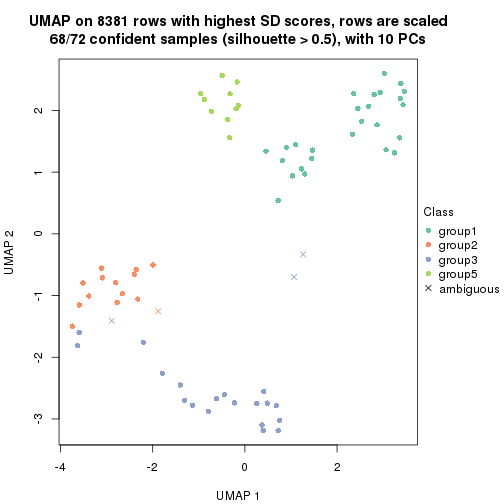 UMAP on 8381 rows with highest SD scores, rows are scaled
68/72 confident samples (silhouette > 0.5), with 10 PCs
2
1
0
-1
-2
-3
-4
-2
0
2
UMAP 2
UMAP 1
Class
group1
group2
group3
group5
ambiguous